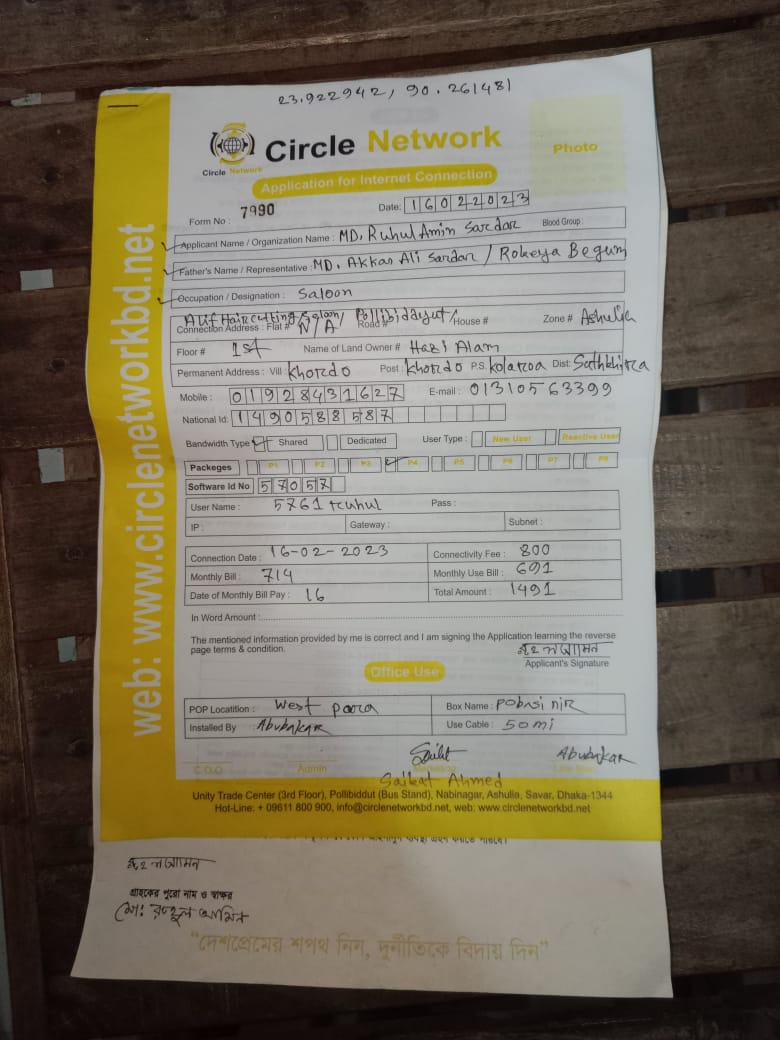 23.922942, 90.261481
Circle Network
Circle Network
Photo
Application for Internet Connection
Form No : 7990
Date: 16022023
Applicant Name / Organization Name : MD. Ruhul Amin Sardar Blood Group :
Father's Name / Representative : MD. Akkas Ali Sardar / Rokeya Begum
Occupation / Designation : Saloon
Alif Haircutting Saloon/
Connection Address : Flat # N/A Road # /House # Zone # Ashulia
Floor # 1st Name of Land Owner # Hazi Alam
Permanent Address : Vill Khordo Post : Khordo P.S. kolaroa Dist: Sathkhira
Mobile : 01928431627 E-mail : 01310563399
National Id: 1490588587
Bandwidth Type Shared Dedicated User Type : New User Reactive User
Packeges P1 P2 P3 P4 P5 P6 P7 P8
Software Id No 57057
User Name : 5761 ruhul Pass :
IP : Gateway : Subnet :
Connection Date : 16-02-2023 Connectivity Fee : 800
Monthly Bill : 714 Monthly Use Bill : 691
Date of Monthly Bill Pay : 16 Total Amount : 1491
In Word Amount :
The mentioned information provided by me is correct and I am signing the Application learning the reverse
page terms & condition.
Applicant's Signature
Office Use
POP Locatition : West para Box Name :
Installed By Abubakar Use Cable : 50 mi
Abubakar
C.O.O Admin
Saikat Ahmed
Unity Trade Center (3rd Floor), Pollibiddut (Bus Stand), Nabinagar, Ashulia, Savar, Dhaka-1344
Hot-Line: + 09611 800 900, info@circlenetworkbd.net, web: www.circlenetworkbd.net
web: www.circlenetworkbd.net
গ্রাহকের পুরো নাম ও স্বাক্ষর
মোঃ রুহুল আমিন
“দেশপ্রেমের শপথ নিন, দুর্নীতিকে বিদায় দিন”